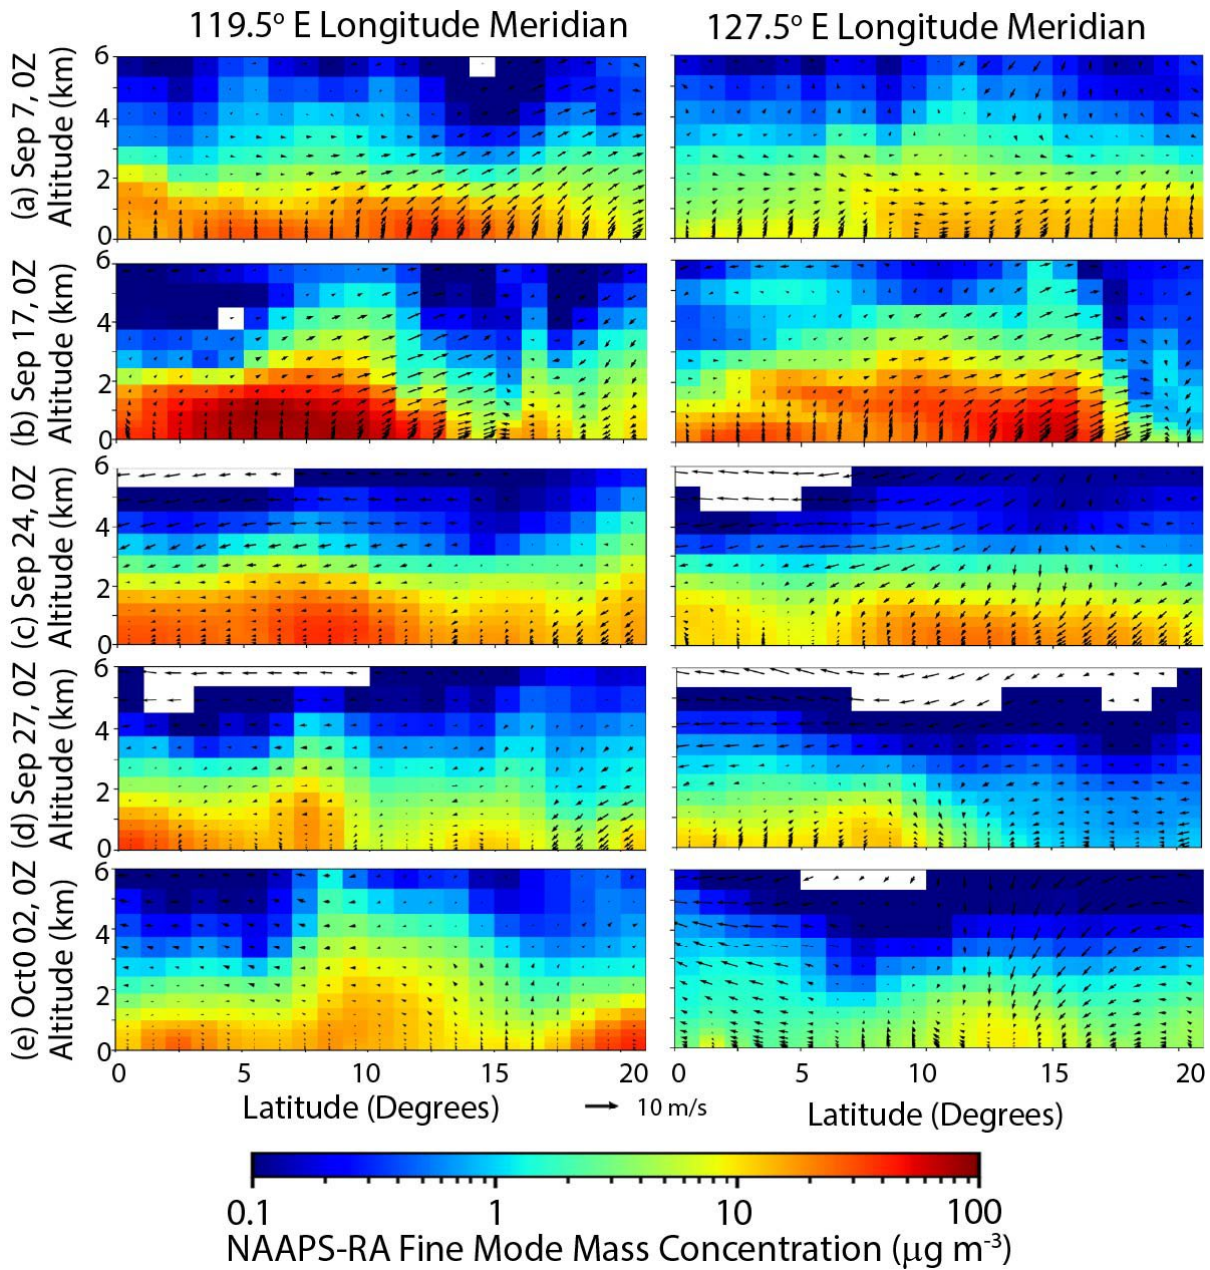 119.5º E Longitude Meridian 127.5º E Longitude Meridian
(a) Sep 7, 0Z
Altitude (km)
6
4
2
0
(b) Sep 17, 0Z
Altitude (km)
6
4
2
0
(c) Sep 24, 0Z
Altitude (km)
6
4
2
0
(d) Sep 27, 0Z
Altitude (km)
6
4
2
0
(e) Oct0 02, 0Z
Altitude (km)
6
4
2
0
0 5 10 15 20 0 5 10 15 20
Latitude (Degrees) 10 m/s Latitude (Degrees)
0.1 1 10 100
NAAPS-RA Fine Mode Mass Concentration (μg m-3)